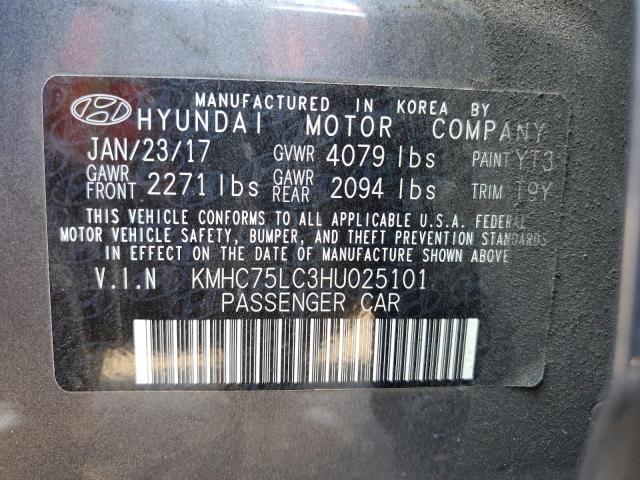 MANUFACTURED IN KOREA BY
HYUNDAI MOTOR COMPANY
JAN/23/17 GVWR 4079 lbs PAINT YT3
GAWR FRONT 2271 lbs GAWR REAR 2094 lbs TRIM T9Y
THIS VEHICLE CONFORMS TO ALL APPLICABLE U.S.A. FEDERAL
MOTOR VEHICLE SAFETY, BUMPER, AND THEFT PREVENTION STANDARDS
IN EFFECT ON THE DATE OF MANUFACTURE SHOWN ABOVE
V.I.N KMHC75LC3HU025101
PASSENGER CAR